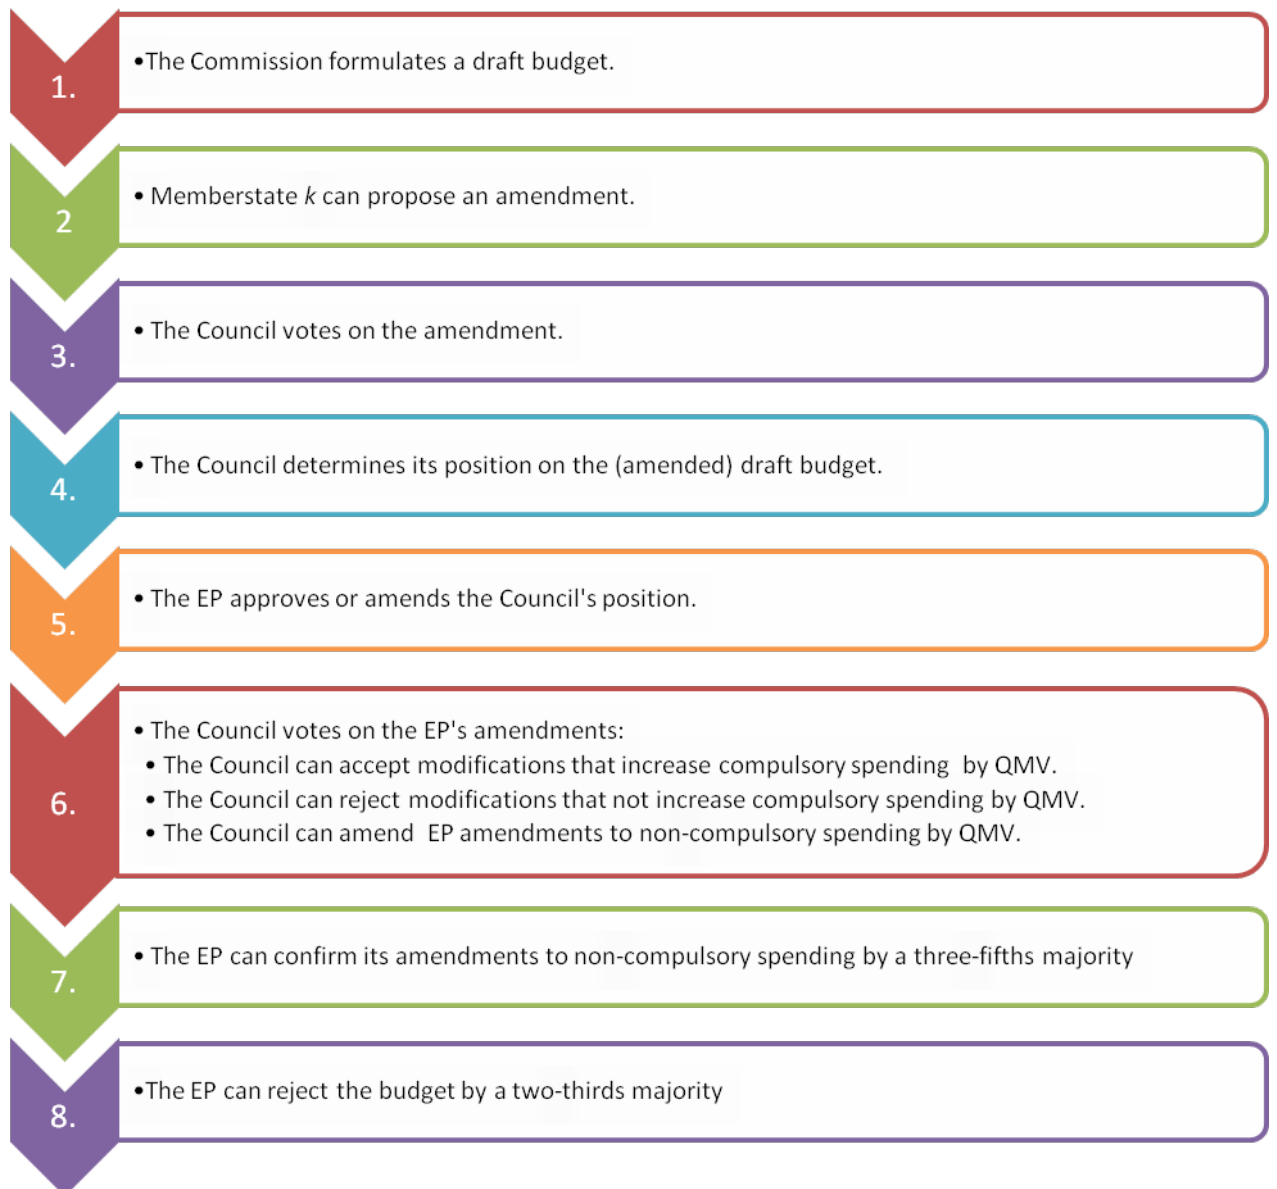 1.
•The Commission formulates a draft budget.
2
• Memberstate k can propose an amendment.
3.
• The Council votes on the amendment.
4.
• The Council determines its position on the (amended) draft budget.
5.
• The EP approves or amends the Council's position.
6.
• The Council votes on the EP's amendments:
• The Council can accept modifications that increase compulsory spending by QMV.
• The Council can reject modifications that not increase compulsory spending by QMV.
• The Council can amend EP amendments to non-compulsory spending by QMV.
7.
• The EP can confirm its amendments to non-compulsory spending by a three-fifths majority
8.
•The EP can reject the budget by a two-thirds majority